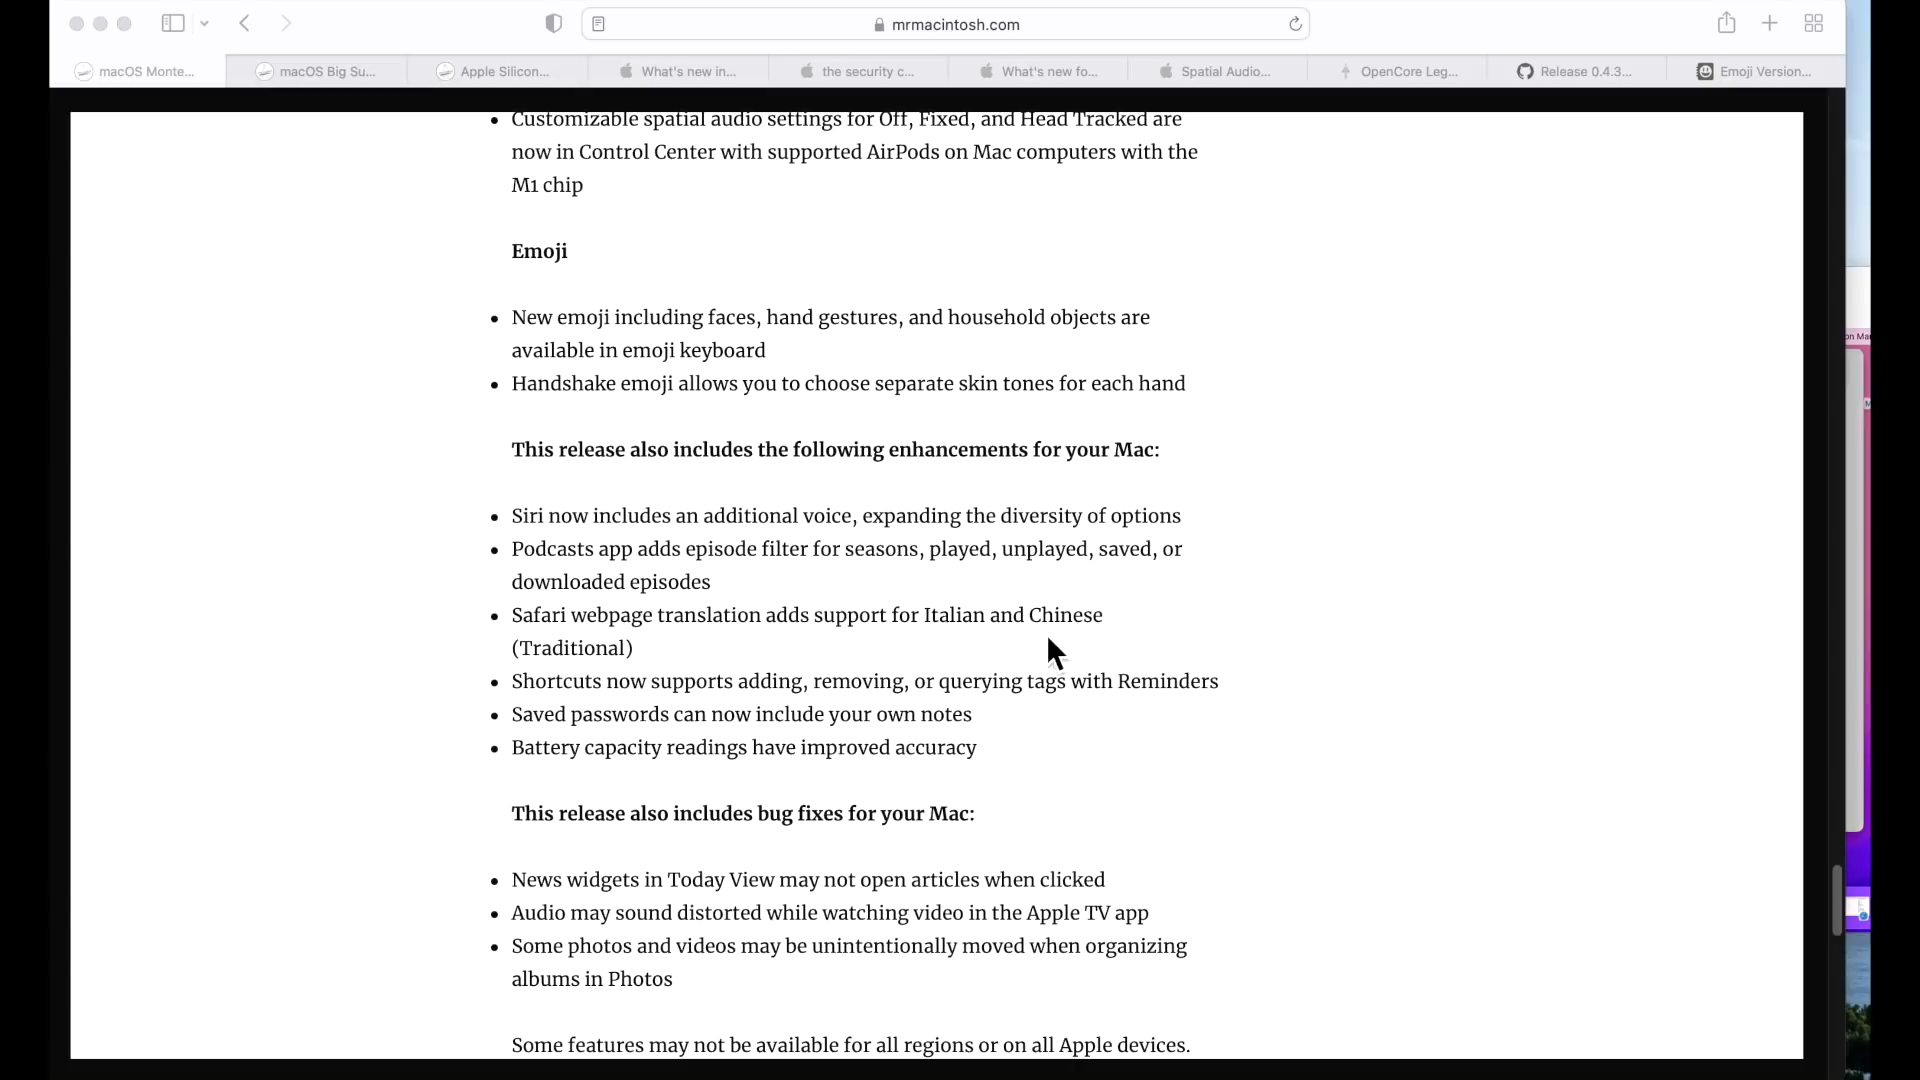 mrmacintosh.com
macOS Monte...
macOS Big Su...
Apple Silicon...
What's new in...
the security c...
What's new fo...
Spatial Audio...
OpenCore Leg...
Release 0.4.3...
Emoji Version...
• Customizable spatial audio settings for Off, Fixed, and Head Tracked are
now in Control Center with supported AirPods on Mac computers with the
M1 chip
Emoji
• New emoji including faces, hand gestures, and household objects are
available in emoji keyboard
• Handshake emoji allows you to choose separate skin tones for each hand
This release also includes the following enhancements for your Mac:
• Siri now includes an additional voice, expanding the diversity of options
• Podcasts app adds episode filter for seasons, played, unplayed, saved, or
downloaded episodes
• Safari webpage translation adds support for Italian and Chinese
(Traditional)
• Shortcuts now supports adding, removing, or querying tags with Reminders
• Saved passwords can now include your own notes
• Battery capacity readings have improved accuracy
This release also includes bug fixes for your Mac:
• News widgets in Today View may not open articles when clicked
• Audio may sound distorted while watching video in the Apple TV app
• Some photos and videos may be unintentionally moved when organizing
albums in Photos
Some features may not be available for all regions or on all Apple devices.